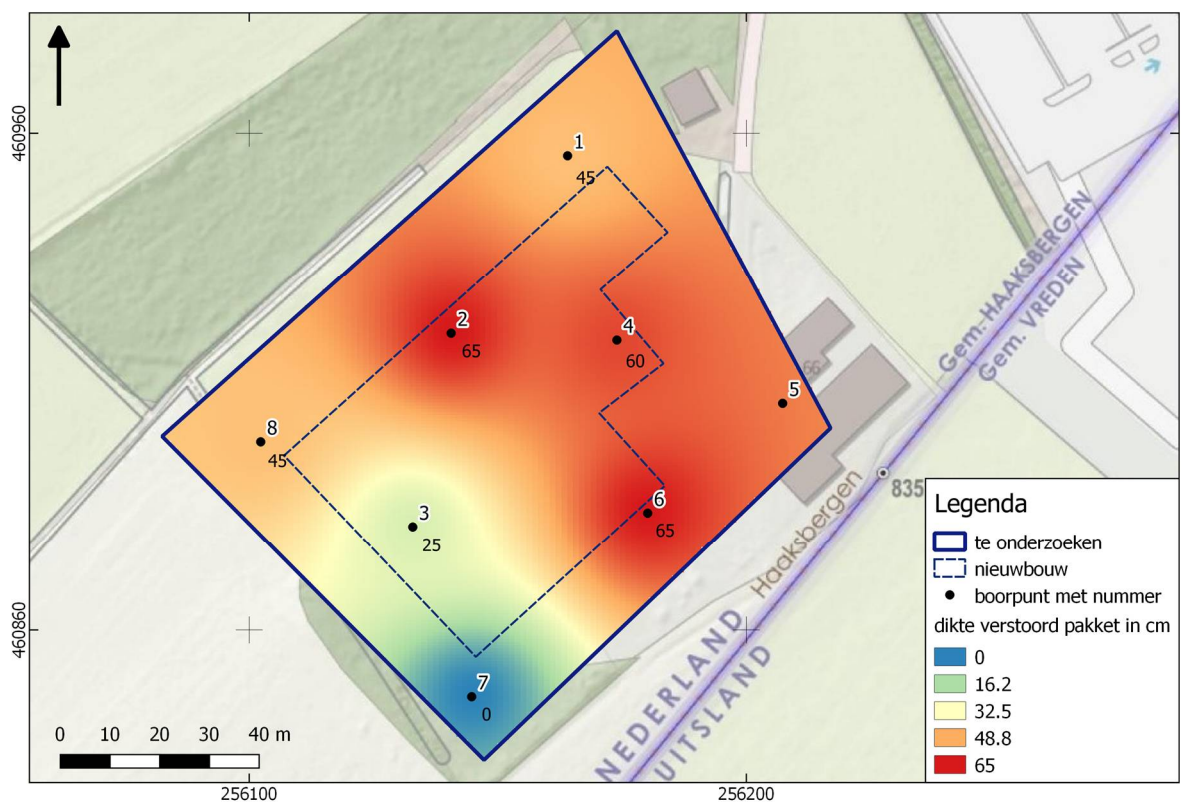 460960
460860
256100
256200
1
45
2
65
4
60
66
5
8
45
3
25
6
65
7
0
Gem. HAAKSBERGEN
Gem. VREDEN
835
Haaksbergen
NEDERLAND
UITSLAND
0 10 20 30 40 m
Legenda
te onderzoeken
nieuwbouw
boorpunt met nummer
dikte verstoord pakket in cm
0
16.2
32.5
48.8
65